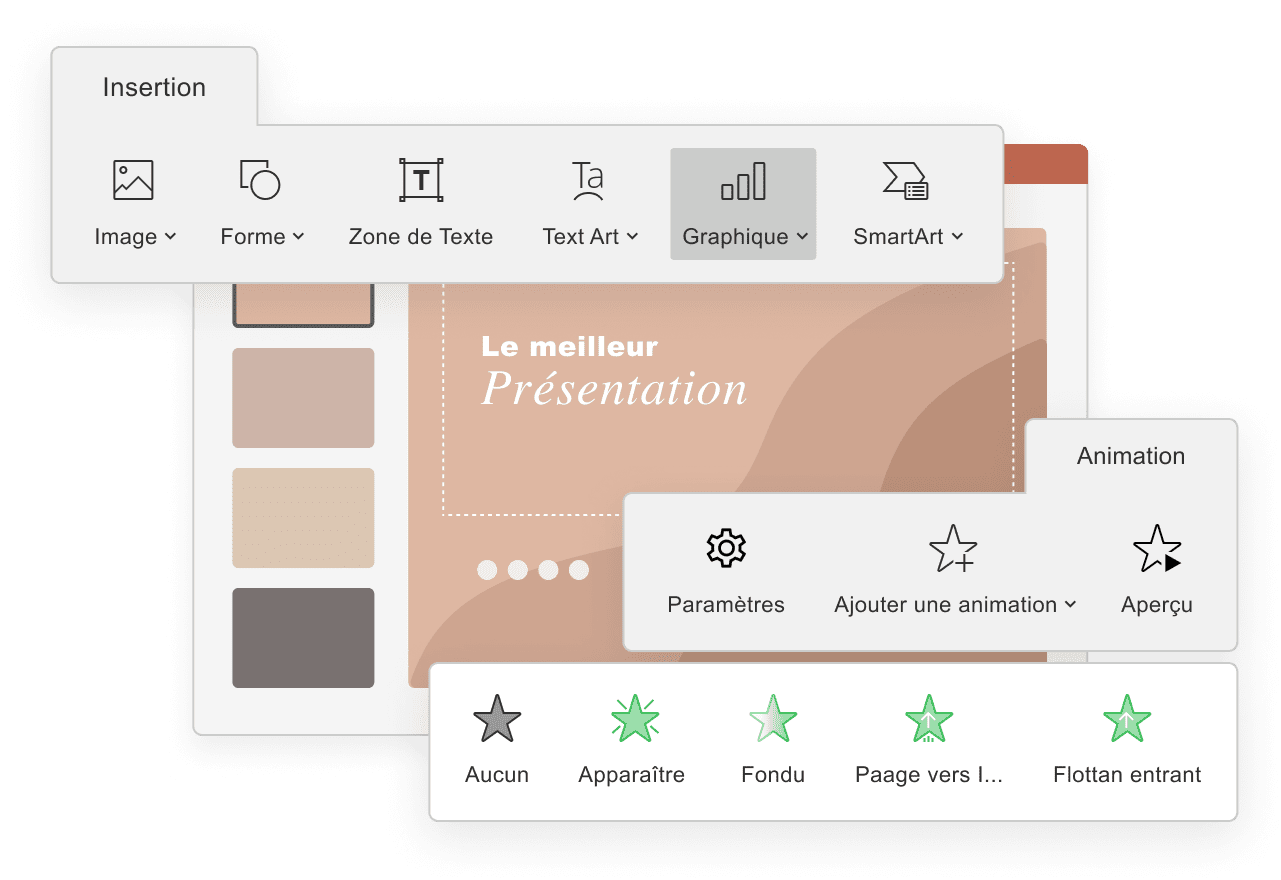 Insertion
Image
Forme
Zone de Texte
Text Art
Graphique
SmartArt
Le meilleur
Présentation
Animation
Paramètres
Ajouter une animation
Aperçu
Aucun
Apparaître
Fondu
Paage vers I...
Flottan entrant